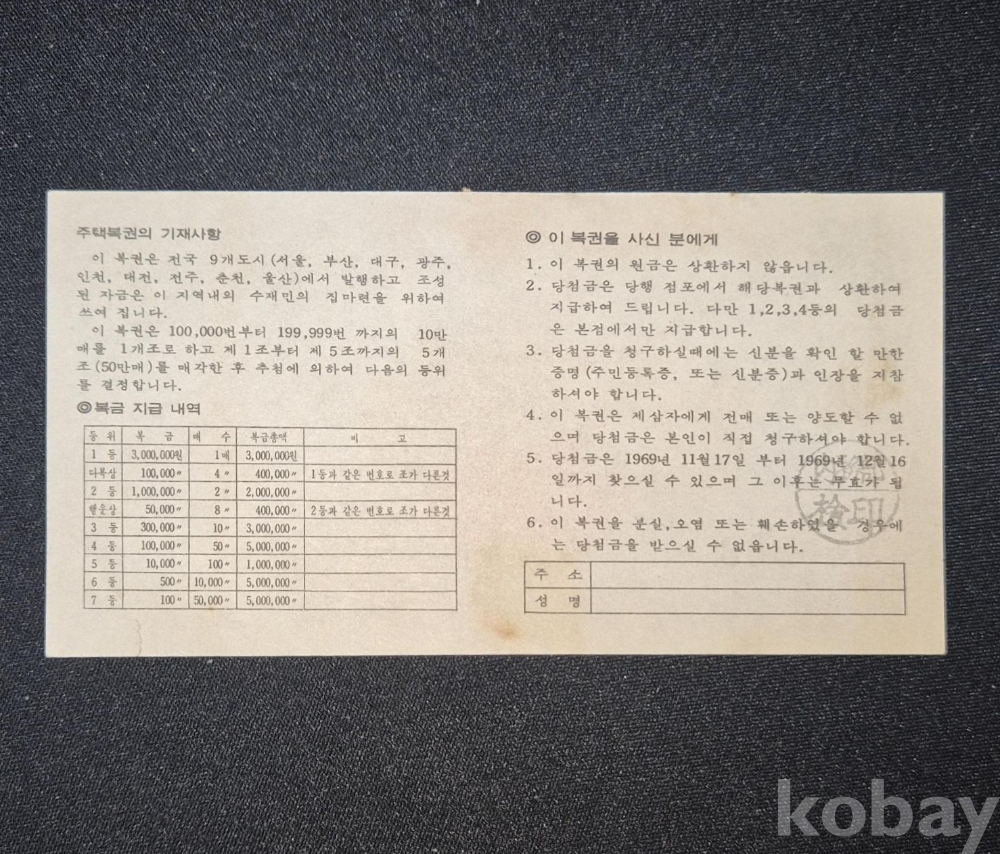 주택복권의 기재사항
이 복권은 전국 9개도시(서울, 부산, 대구, 광주,
인천, 대전, 전주, 춘천, 울산)에서 발행하고 조성
된 자금은 이 지역내의 수재민의 집마련을 위하여
쓰여 집니다.
이 복권은 100,000번부터 199,999번 까지의 10만
매를 1개조로 하고 제1조부터 제5조까지의 5개
조(50만매)를 매각한 후 추첨에 의하여 다음의 등위
를 결정합니다.
◎ 복금 지급 내역
등 위 복 금 매 수 복금총액 비 고
1 등 3,000,000원 1매 3,000,000원
다복상 100,000〃 4〃 400,000〃 1등과 같은 번호로 조가 다른것
2 등 1,000,000〃 2〃 2,000,000〃
행운상 50,000〃 8〃 400,000〃 2등과 같은 번호로 조가 다른것
3 등 300,000〃 10〃 3,000,000〃
4 등 100,000〃 50〃 5,000,000〃
5 등 10,000〃 100〃 1,000,000〃
6 등 500〃 10,000〃 5,000,000〃
7 등 100〃 50,000〃 5,000,000〃
◎ 이 복권을 사신 분에게
1. 이 복권의 원금은 상환하지 않읍니다.
2. 당첨금은 당행 점포에서 해당복권과 상환하여
지급하여 드립니다. 다만 1,2,3,4등의 당첨금
은 본점에서만 지급합니다.
3. 당첨금을 청구하실때에는 신분을 확인 할 만한
증명(주민등록증, 또는 신분증)과 인장을 지참
하셔야 합니다.
4. 이 복권은 제삼자에게 전매 또는 양도할 수 없
으며 당첨금은 본인이 직접 청구하셔야 합니다.
5. 당첨금은 1969년 11월17일 부터 1969년 12월16
일까지 찾으실 수 있으며 그 이후는 무효가 됩
니다.
6. 이 복권을 분실,오염 또는 훼손하였을 경우에
는 당첨금을 받으실 수 없읍니다.
檢印
주 소
성 명
kobay